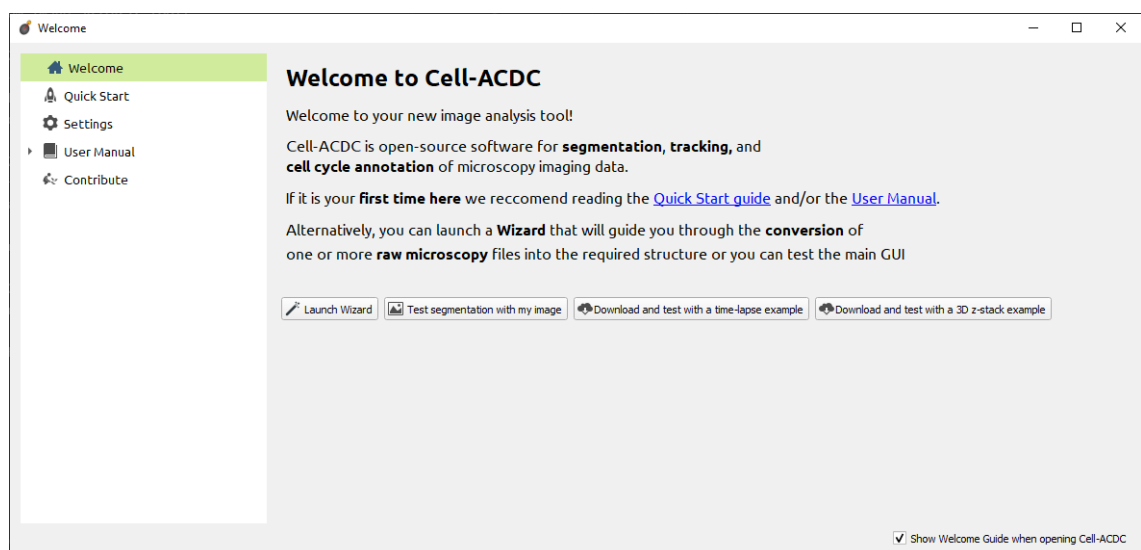 Welcome
Welcome
Quick Start
Settings
User Manual
Contribute
Welcome to Cell-ACDC
Welcome to your new image analysis tool!
Cell-ACDC is open-source software for segmentation, tracking, and
cell cycle annotation of microscopy imaging data.
If it is your first time here we reccomend reading the Quick Start guide and/or the User Manual.
Alternatively, you can launch a Wizard that will guide you through the conversion of
one or more raw microscopy files into the required structure or you can test the main GUI
Launch Wizard
Test segmentation with my image
Download and test with a time-lapse example
Download and test with a 3D z-stack example
Show Welcome Guide when opening Cell-ACDC